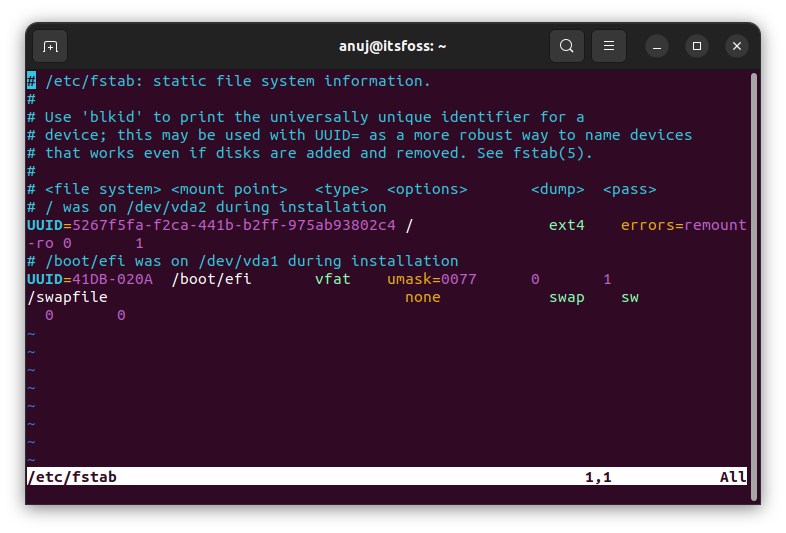 anuj@itsfoss: ~
# /etc/fstab: static file system information.
#
# Use 'blkid' to print the universally unique identifier for a
# device; this may be used with UUID= as a more robust way to name devices
# that works even if disks are added and removed. See fstab(5).
#
# <file system> <mount point>   <type>  <options>       <dump>  <pass>
# / was on /dev/vda2 during installation
UUID=5267f5fa-f2ca-441b-b2ff-975ab93802c4 /               ext4    errors=remount
-ro 0       1
# /boot/efi was on /dev/vda1 during installation
UUID=41DB-020A  /boot/efi       vfat    umask=0077      0       1
/swapfile                                 none            swap    sw
  0       0
~
~
~
~
~
~
~
~
/etc/fstab                                                    1,1            All